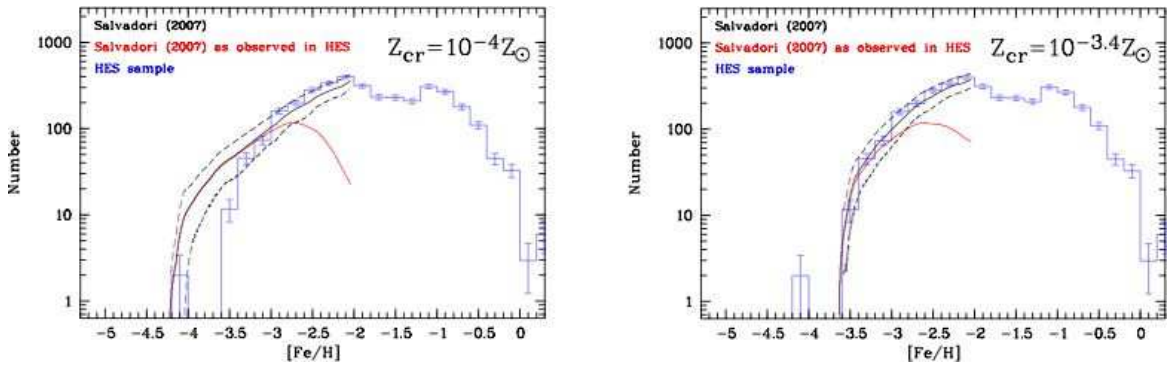 Salvadori (2007)
Salvadori (2007) as observed in HES
HES sample
Z_cr=10^-4 Z_⊙
1000
100
10
1
Number
-5 -4.5 -4 -3.5 -3 -2.5 -2 -1.5 -1 -0.5 0
[Fe/H]
Salvadori (2007)
Salvadori (2007) as observed in HES
HES sample
Z_cr=10^-3.4 Z_⊙
1000
100
10
1
Number
-5 -4.5 -4 -3.5 -3 -2.5 -2 -1.5 -1 -0.5 0
[Fe/H]